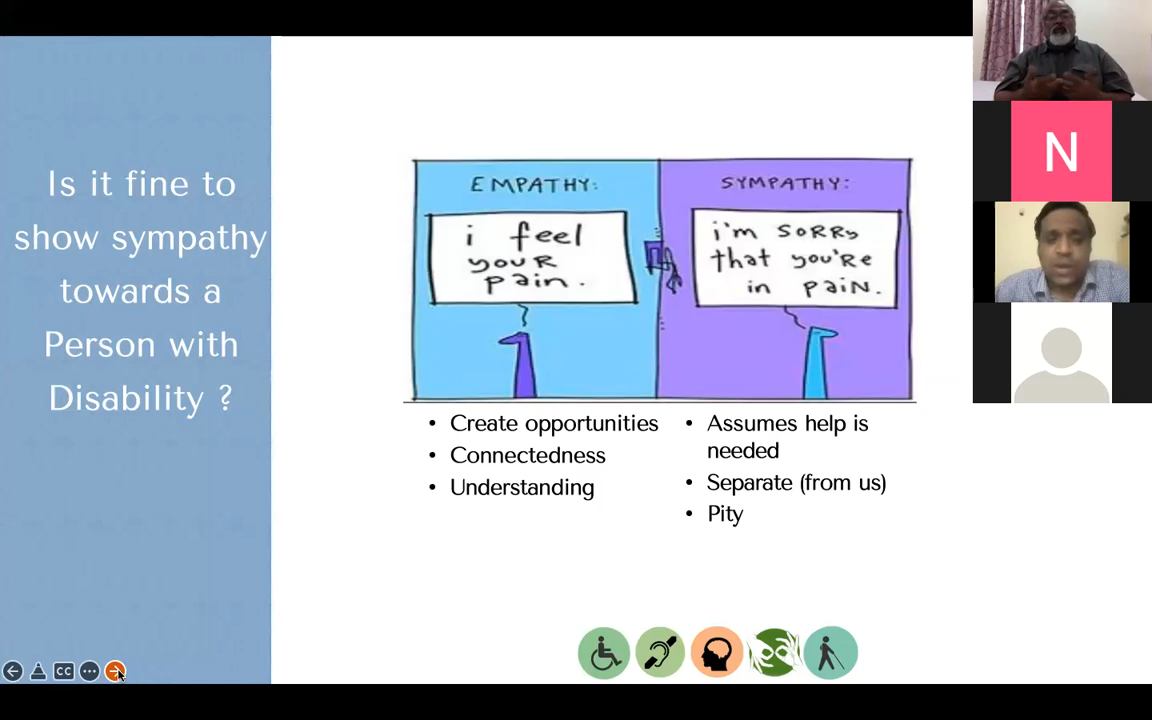 Is it fine to
show sympathy
towards a
Person with
Disability ?
EMPATHY:
i feel
your
pain.
SYMPATHY:
i'm sorry
that you're
in pain.
• Create opportunities
• Connectedness
• Understanding
• Assumes help is
needed
• Separate (from us)
• Pity
N
CC